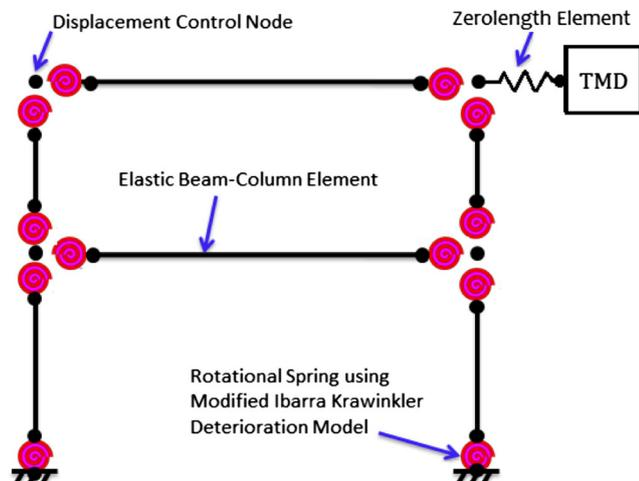 Displacement Control Node
Zerolength Element
TMD
Elastic Beam-Column Element
Rotational Spring using
Modified Ibarra Krawinkler
Deterioration Model